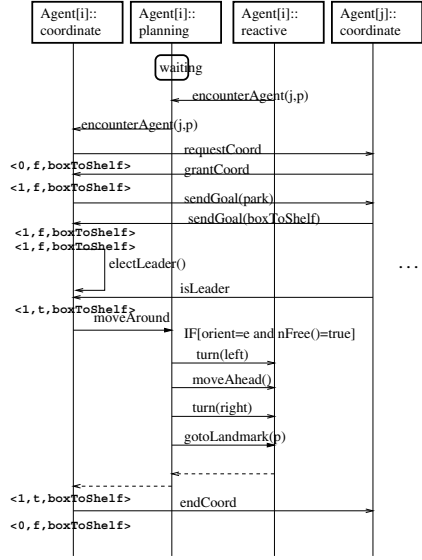 Agent[i]::
coordinate
Agent[i]::
planning
Agent[i]::
reactive
Agent[j]::
coordinate
waiting
encounterAgent(j,p)
encounterAgent(j,p)
requestCoord
<0,f,boxToShelf>
grantCoord
<1,f,boxToShelf>
sendGoal(park)
sendGoal(boxToShelf)
<1,f,boxToShelf>
<1,f,boxToShelf>
electLeader()
...
isLeader
<1,t,boxToShelf>
moveAround
IF[orient=e and nFree()=true]
turn(left)
moveAhead()
turn(right)
gotoLandmark(p)
<1,t,boxToShelf>
endCoord
<0,f,boxToShelf>